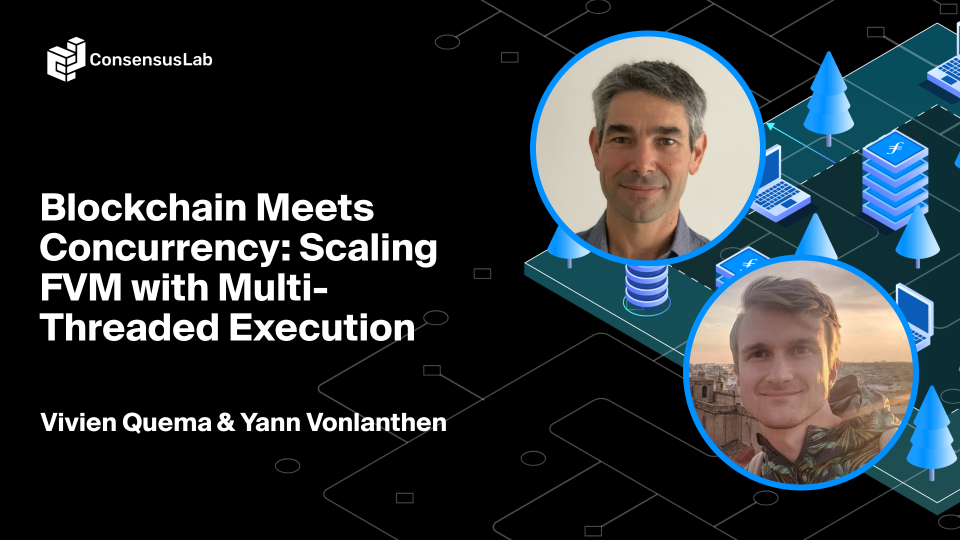 ConsensusLab
Blockchain Meets
Concurrency: Scaling
FVM with Multi-
Threaded Execution
Vivien Quema & Yann Vonlanthen